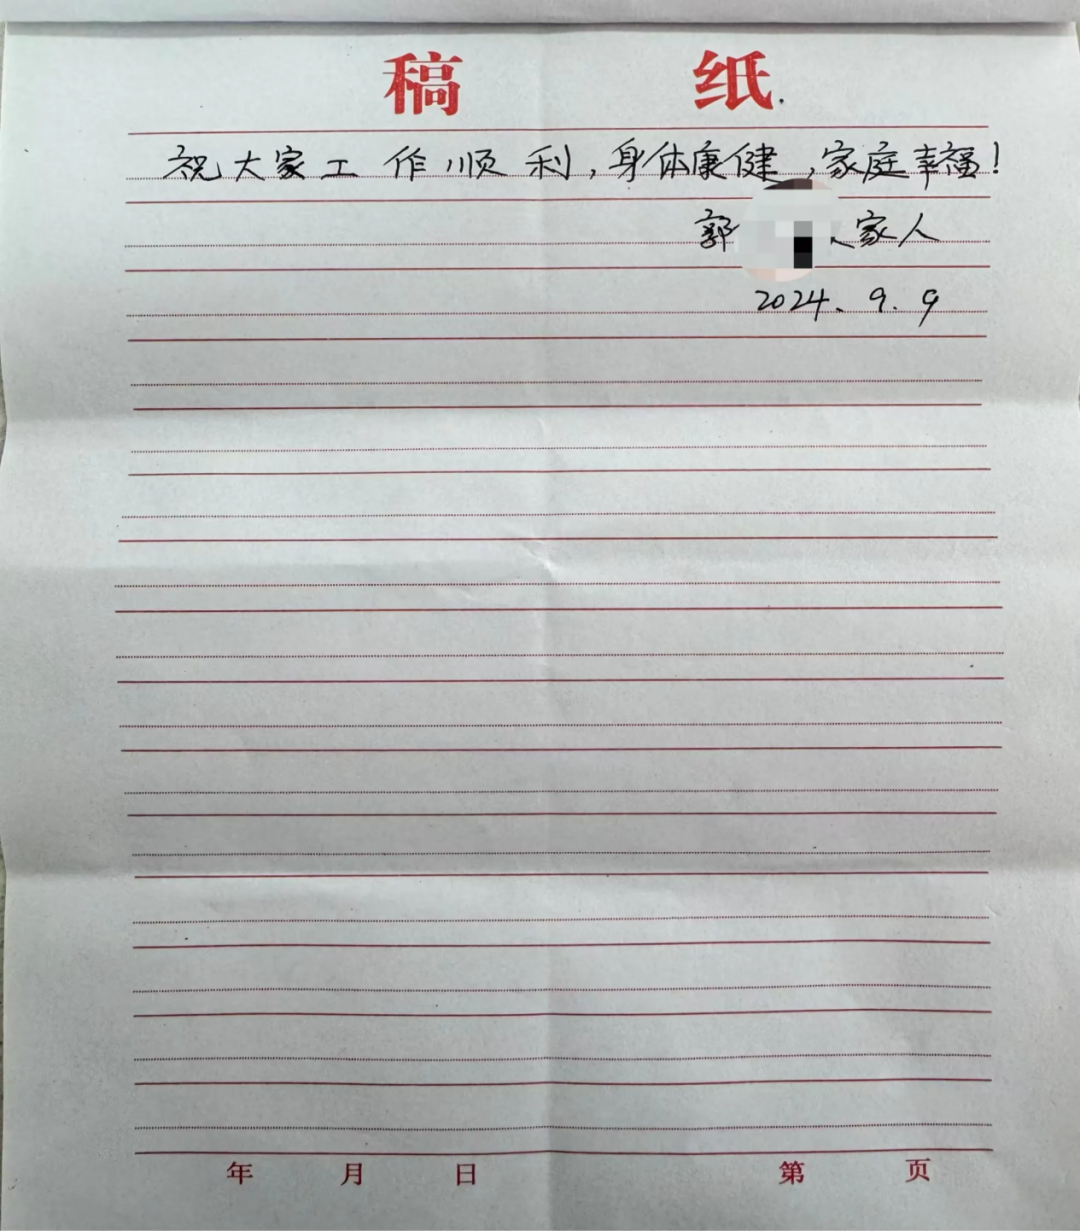 稿 纸
祝大家工作顺利,身体康健,家庭幸福!
郭 家人
2024.9.9
年 月 日 第 页